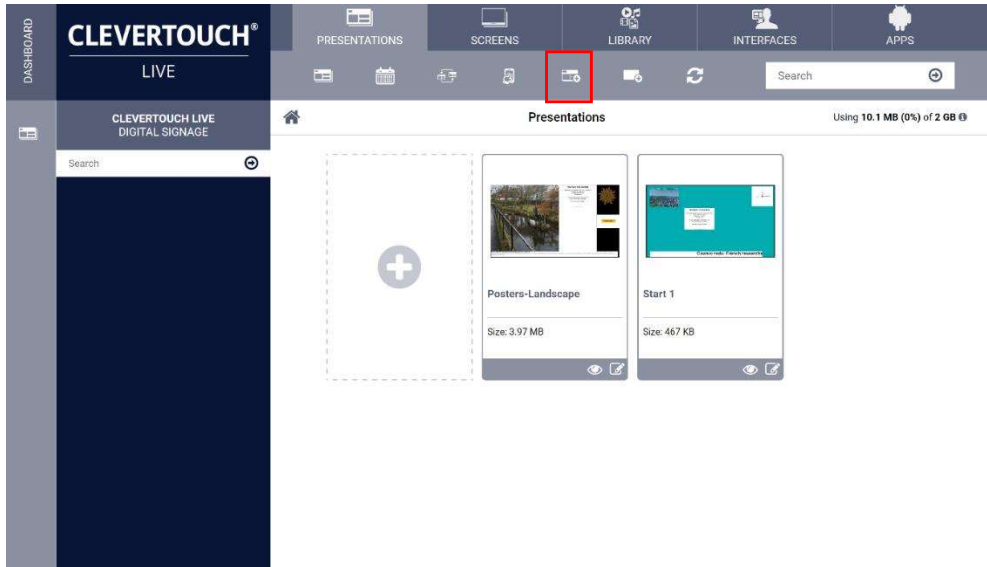 DASHBOARD
CLEVERTOUCH®
LIVE
PRESENTATIONS
SCREENS
LIBRARY
INTERFACES
APPS
Search
CLEVERTOUCH LIVE
DIGITAL SIGNAGE
Search
Presentations
Using 10.1 MB (0%) of 2 GB
Posters-Landscape
Size: 3.97 MB
Start 1
Size: 467 KB